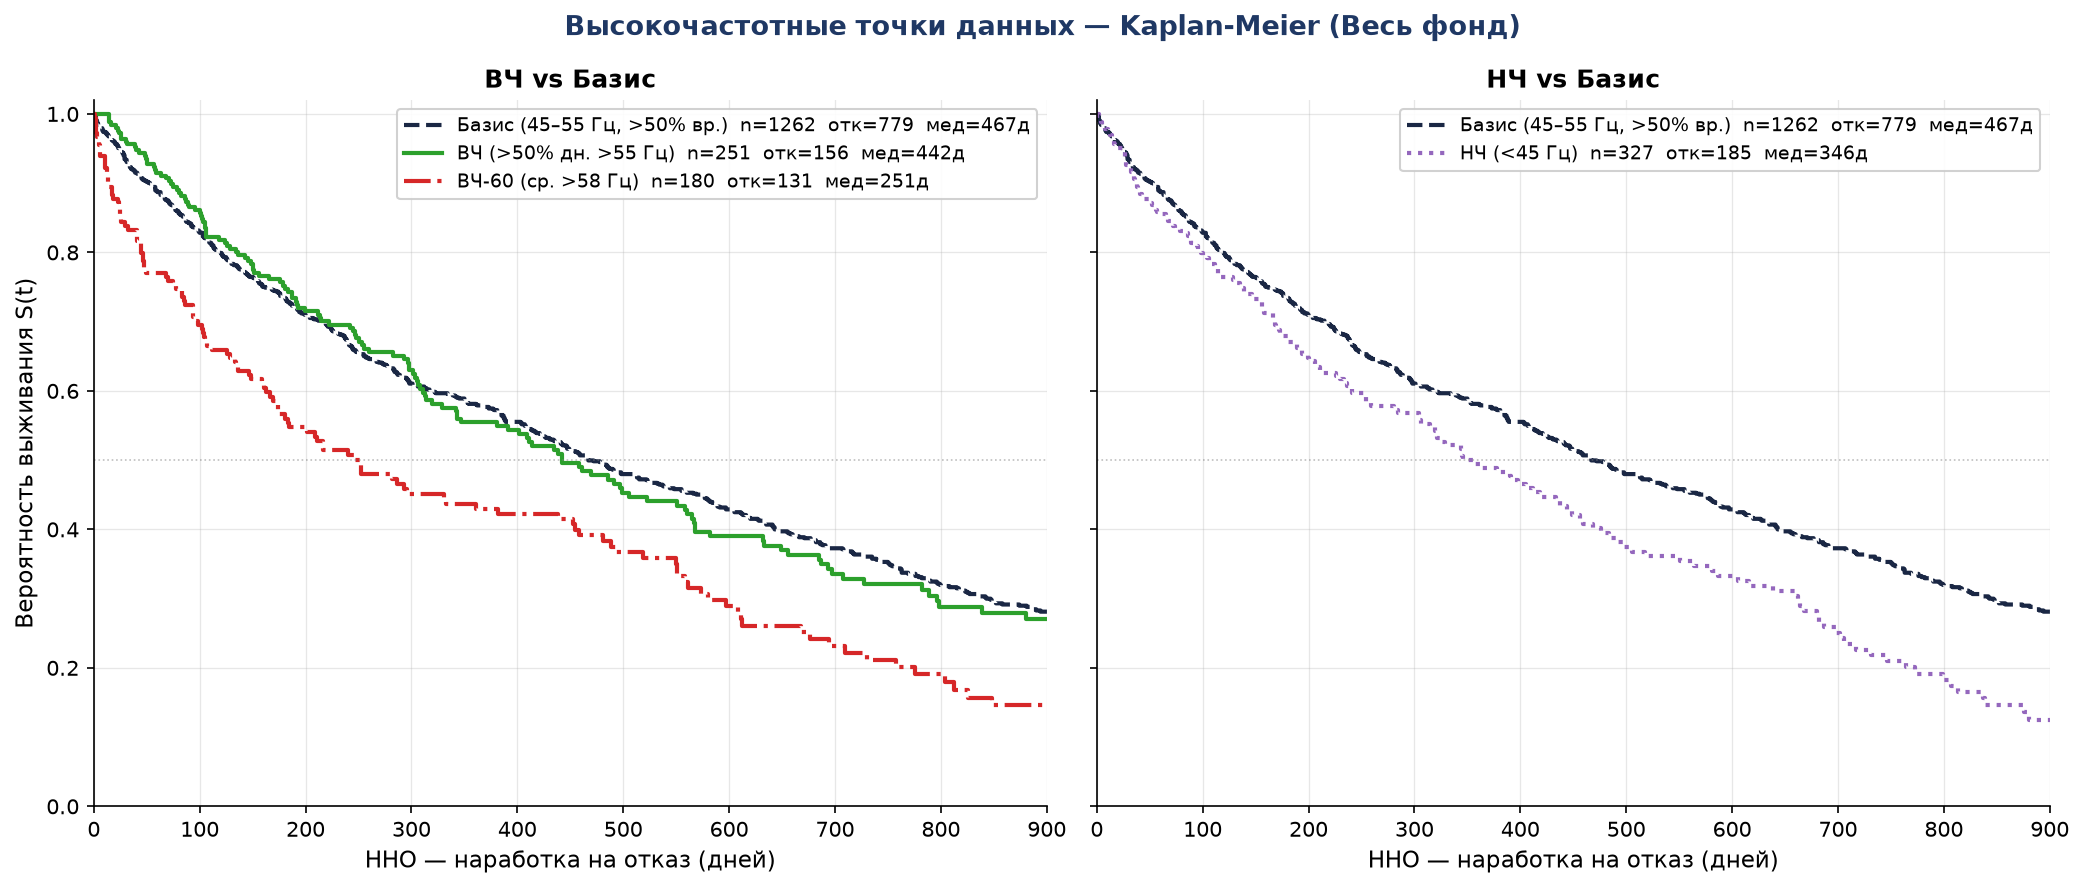 Высокочастотные точки данных — Kaplan-Meier (Весь фонд)
ВЧ vs Базис
Базис (45–55 Гц, >50% вр.) n=1262 отк=779 мед=467д
ВЧ (>50% дн. >55 Гц) n=251 отк=156 мед=442д
ВЧ-60 (ср. >58 Гц) n=180 отк=131 мед=251д
Вероятность выживания S(t)
1.0
0.8
0.6
0.4
0.2
0.0
0 100 200 300 400 500 600 700 800 900
ННО — наработка на отказ (дней)
НЧ vs Базис
Базис (45–55 Гц, >50% вр.) n=1262 отк=779 мед=467д
НЧ (<45 Гц) n=327 отк=185 мед=346д
0 100 200 300 400 500 600 700 800 900
ННО — наработка на отказ (дней)